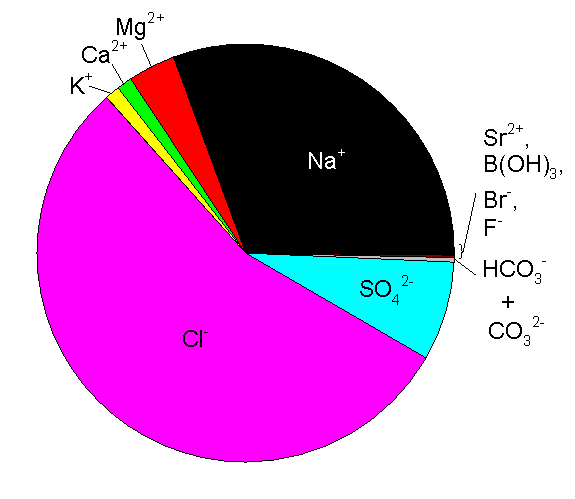 Mg²⁺
Ca²⁺
K⁺
Na⁺
Sr²⁺,
B(OH)₃,
Br⁻,
F⁻
HCO₃⁻
+
CO₃²⁻
SO₄²⁻
Cl⁻